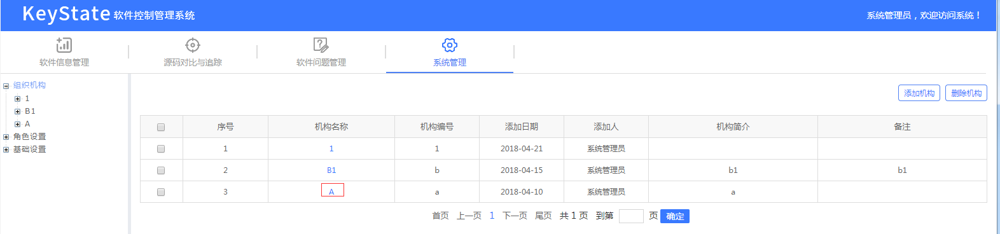 KeyState 软件控制管理系统
系统管理员，欢迎访问系统！
软件信息管理 源码对比与追踪 软件问题管理 系统管理
组织机构
1
B1
A
角色设置
基础设置
添加机构 删除机构
序号 机构名称 机构编号 添加日期 添加人 机构简介 备注
1 1 1 2018-04-21 系统管理员
2 B1 b 2018-04-15 系统管理员 b1 b1
3 A a 2018-04-10 系统管理员 a
首页 上一页 1 下一页 尾页 共 1 页 到第 页 确定